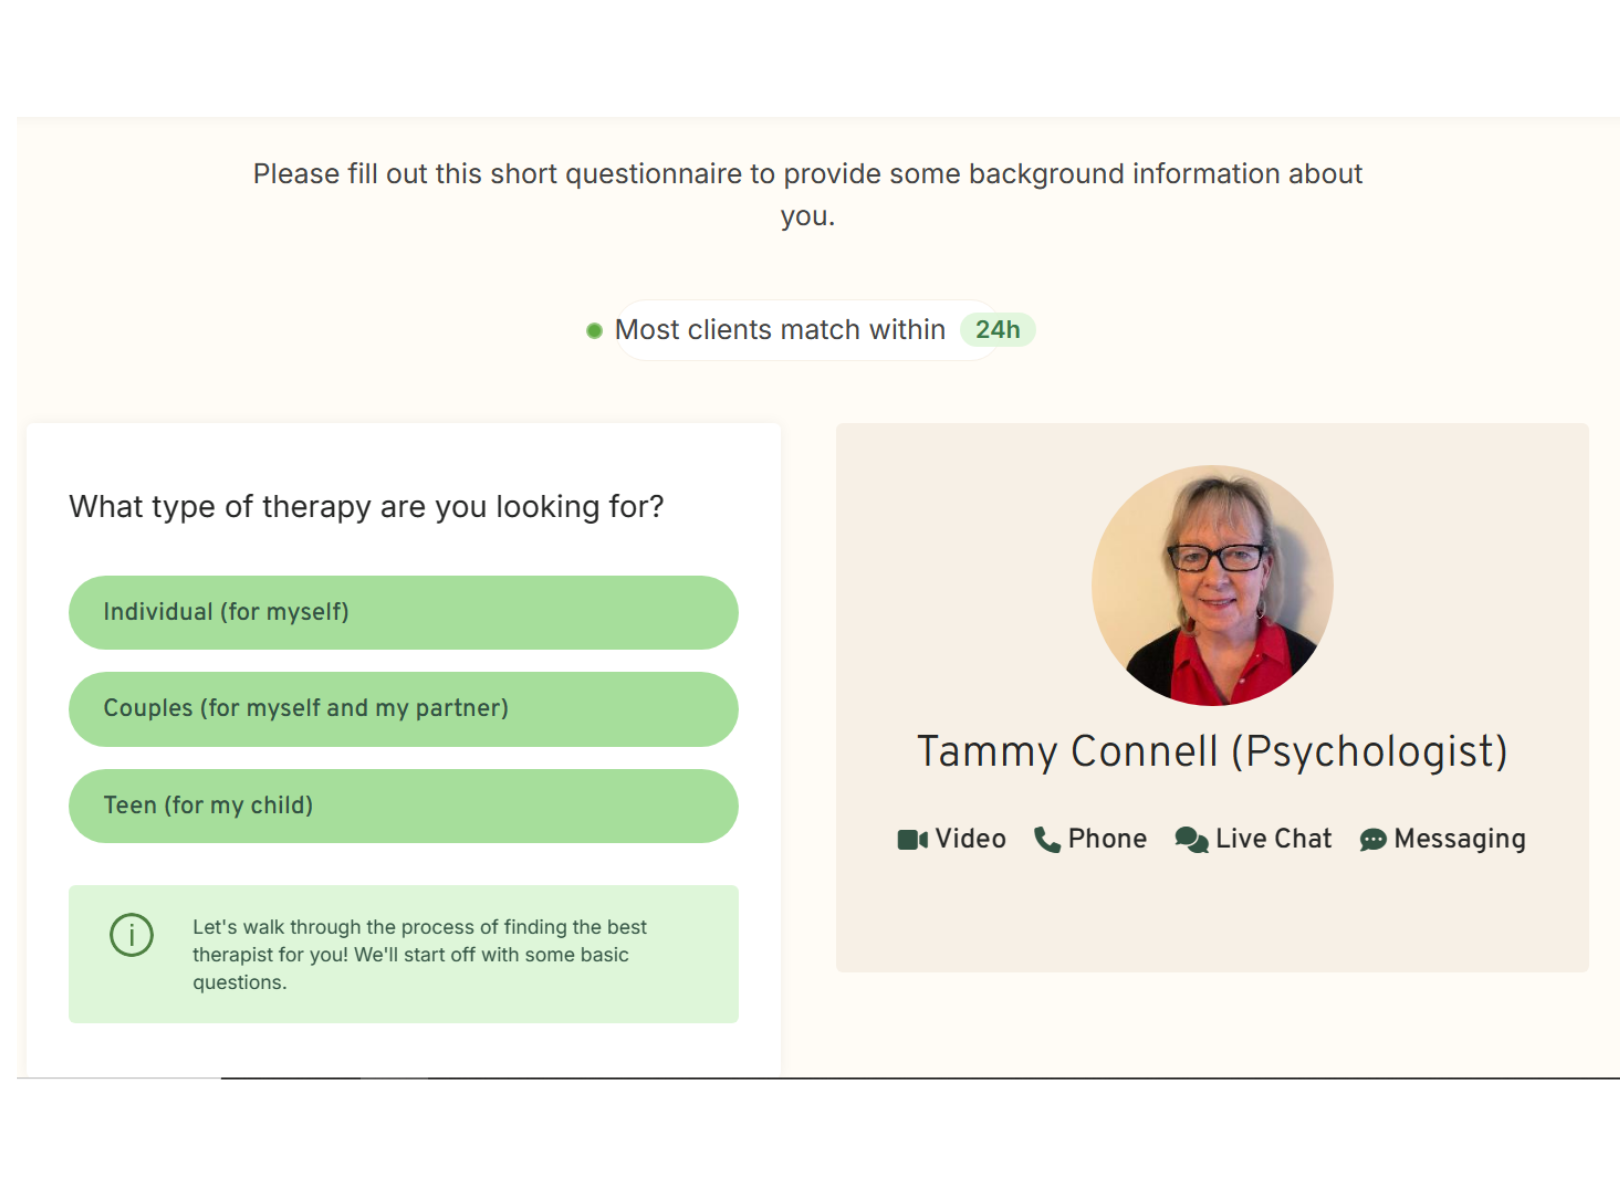 Please fill out this short questionnaire to provide some background information about
you.
Most clients match within 24h
What type of therapy are you looking for?
Individual (for myself)
Couples (for myself and my partner)
Teen (for my child)
Let's walk through the process of finding the best
therapist for you! We'll start off with some basic
questions.
Tammy Connell (Psychologist)
Video Phone Live Chat Messaging